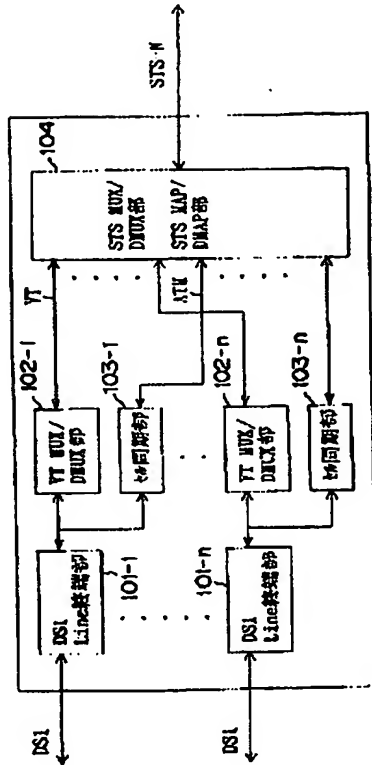 DS1
DS1
DS1
Line終端部
101-1
DS1
Line終端部
101-n
102-1
VT MUX/
DMUX部
103-1
セル同期部
102-n
VT MUX/
DMUX部
103-n
セル同期部
VT
ATM
104
STS MUX/
DMUX部
STS MAP/
DMAP部
STS-N